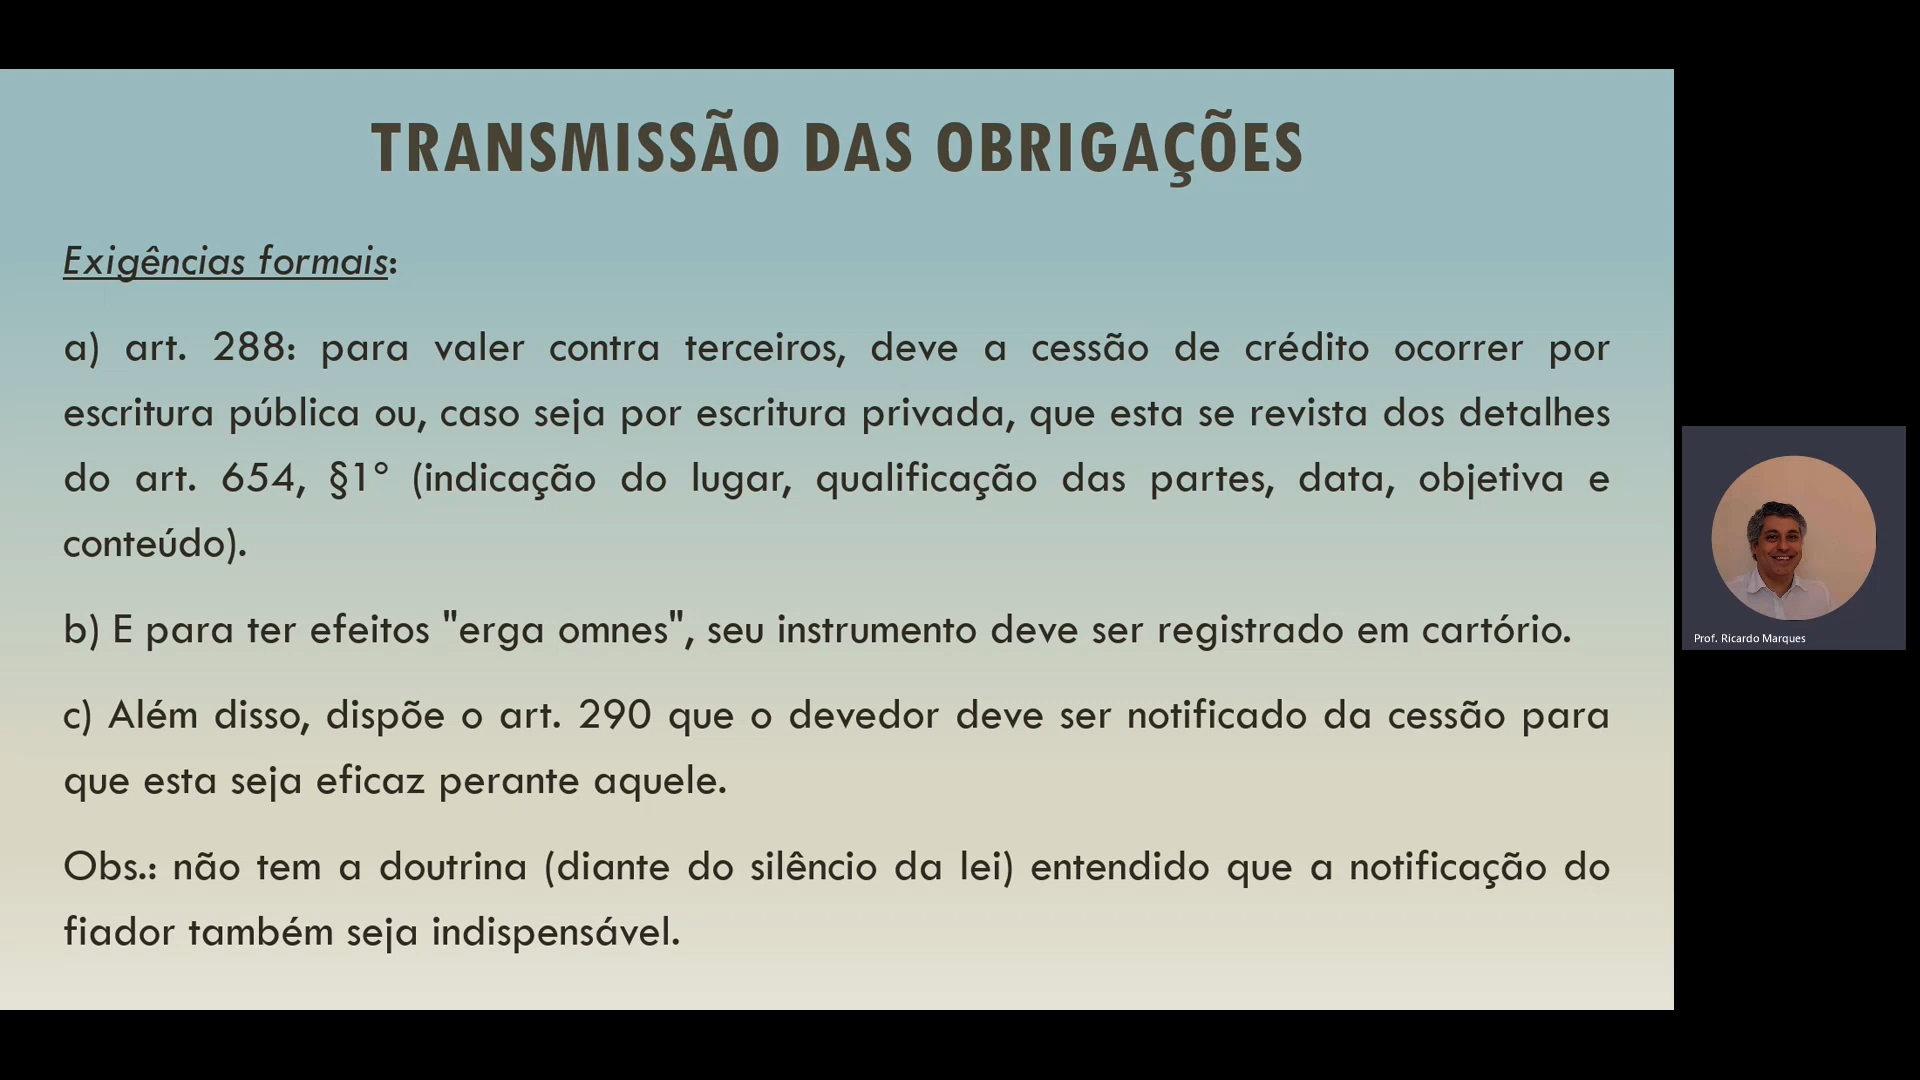 TRANSMISSÃO DAS OBRIGAÇÕES
Exigências formais:
a) art. 288: para valer contra terceiros, deve a cessão de crédito ocorrer por
escritura pública ou, caso seja por escritura privada, que esta se revista dos detalhes
do art. 654, §1° (indicação do lugar, qualificação das partes, data, objetiva e
conteúdo).
b) E para ter efeitos "erga omnes", seu instrumento deve ser registrado em cartório.
c) Além disso, dispõe o art. 290 que o devedor deve ser notificado da cessão para
que esta seja eficaz perante aquele.
Obs.: não tem a doutrina (diante do silêncio da lei) entendido que a notificação do
fiador também seja indispensável.
Prof. Ricardo Marques